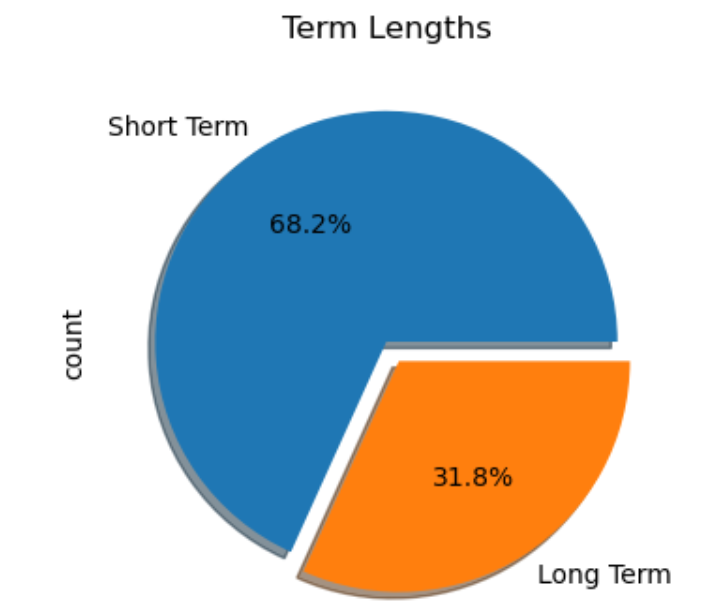 Term Lengths
Short Term
68.2%
count
31.8%
Long Term